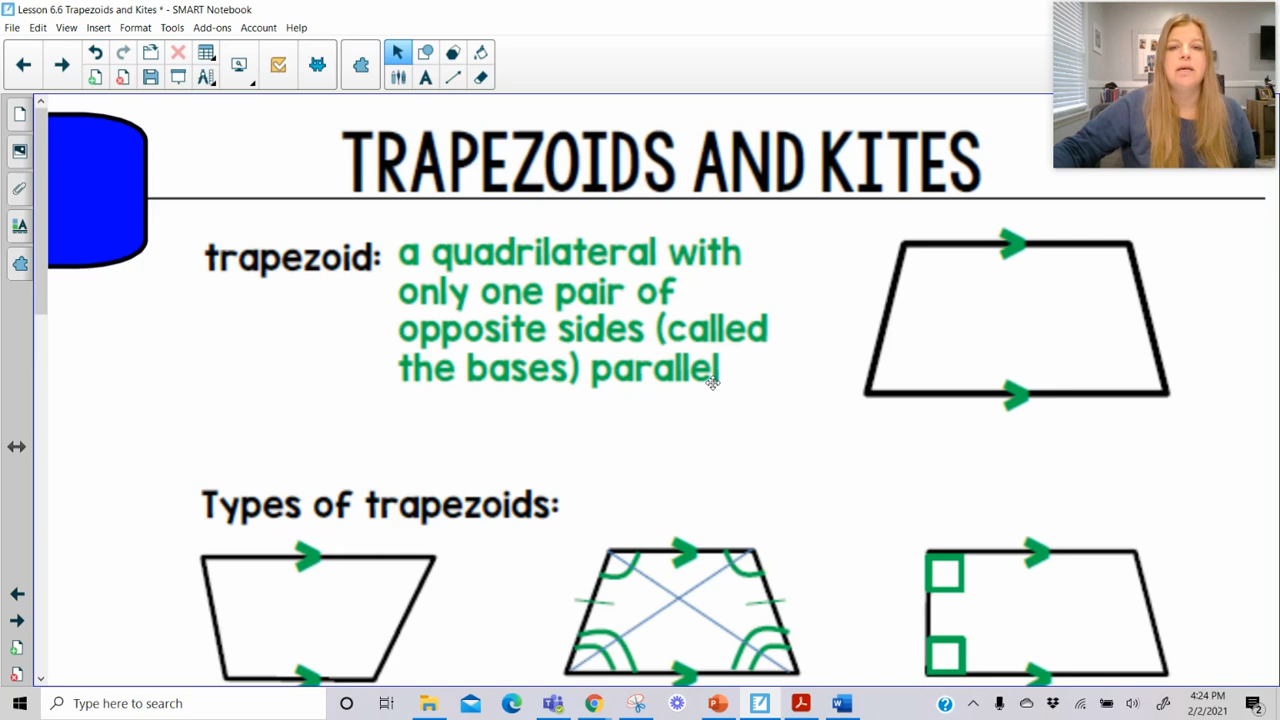 Lesson 6.6 Trapezoids and Kites * - SMART Notebook
File Edit View Insert Format Tools Add-ons Account Help
TRAPEZOIDS AND KITES
trapezoid: a quadrilateral with
only one pair of
opposite sides (called
the bases) parallel
Types of trapezoids:
Type here to search
4:24 PM
2/2/2021
2